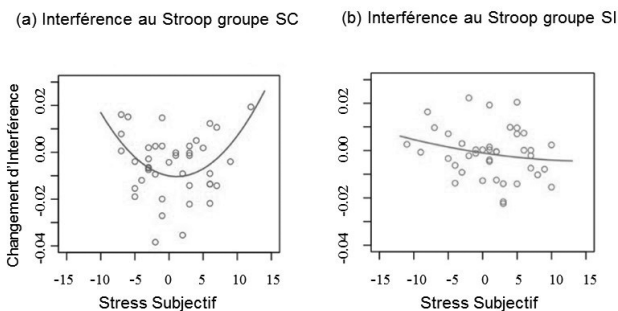 (a) Interférence au Stroop groupe SC
(b) Interférence au Stroop groupe SI
Changement d'Interférence
0.02
0.00
-0.02
-0.04
-15 -10 -5 0 5 10 15
Stress Subjectif
0.02
0.00
-0.02
-0.04
-15 -10 -5 0 5 10 15
Stress Subjectif